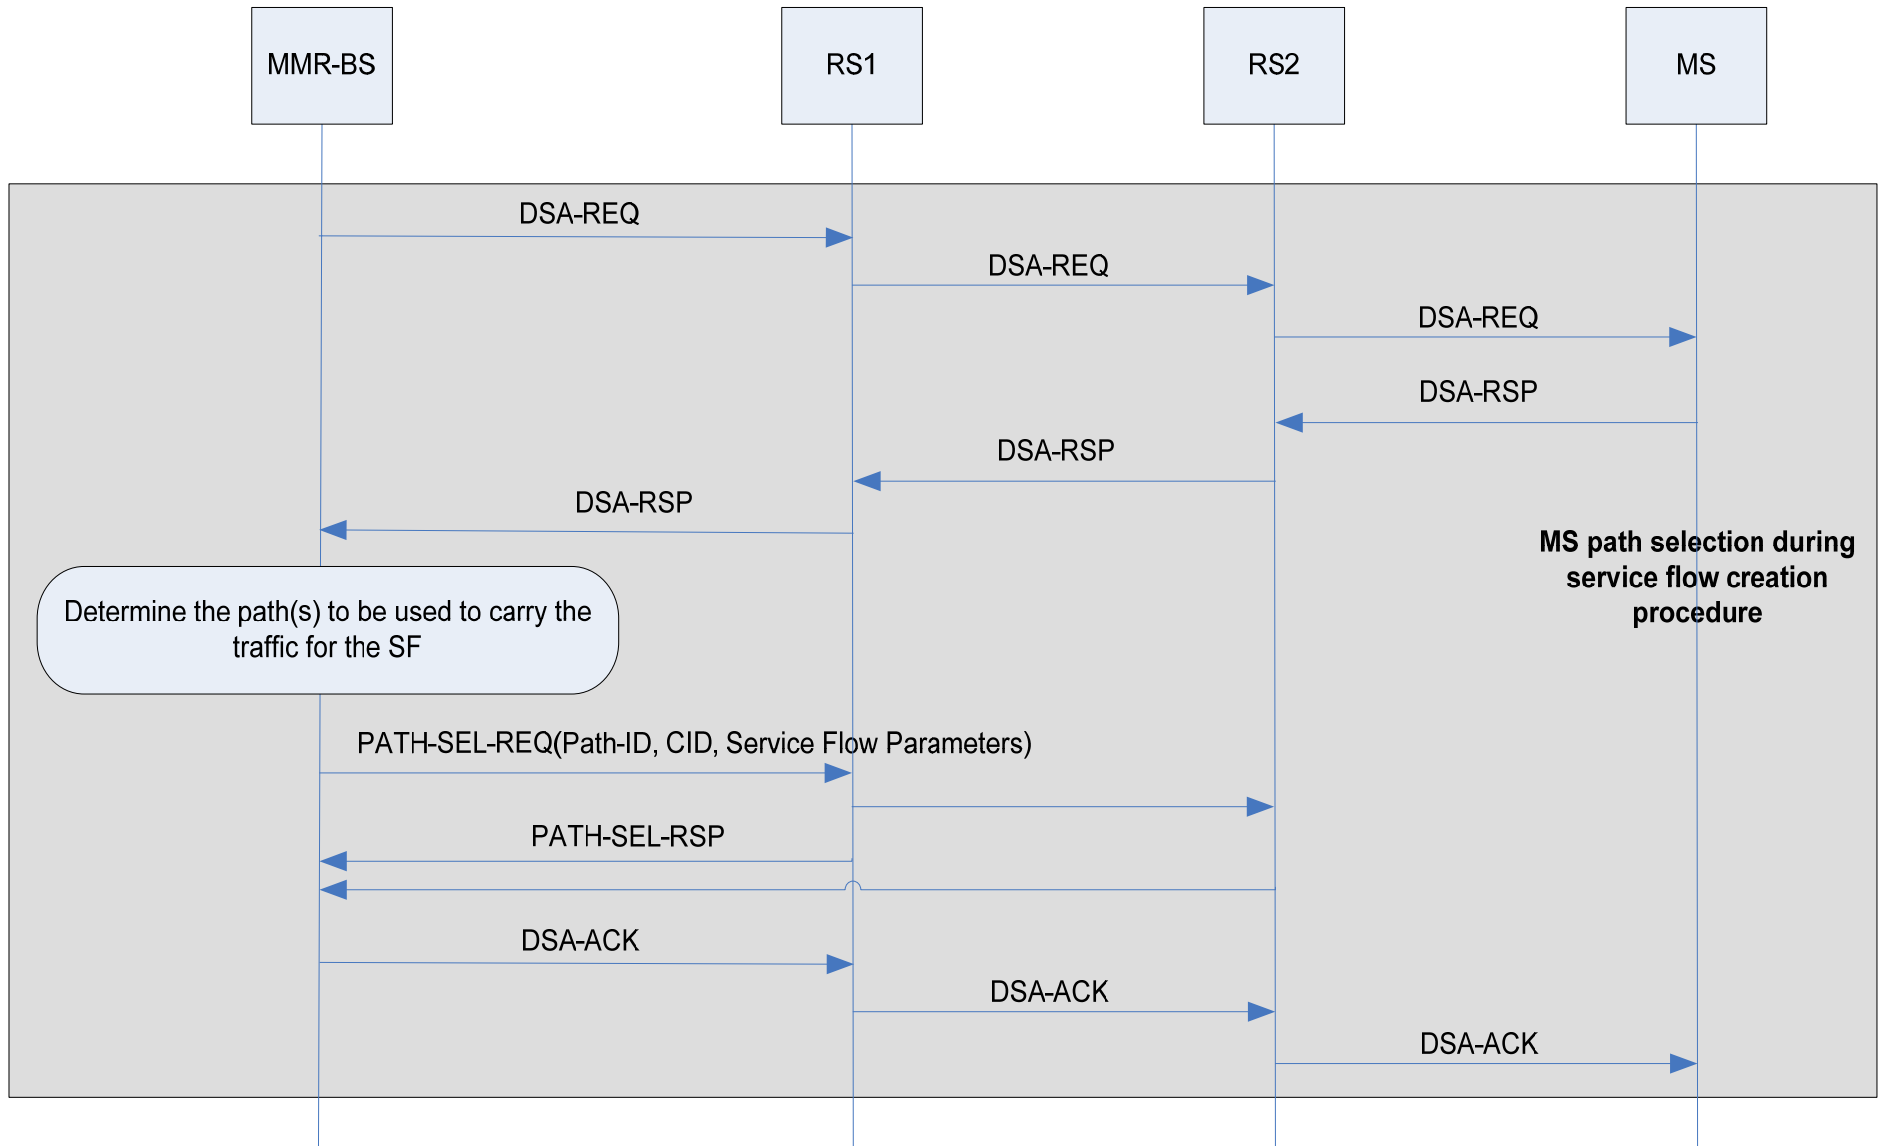 MMR-BS
RS1
RS2
MS
DSA-REQ
DSA-REQ
DSA-REQ
DSA-RSP
DSA-RSP
DSA-RSP
MS path selection during
service flow creation
procedure
Determine the path(s) to be used to carry the
traffic for the SF
PATH-SEL-REQ(Path-ID, CID, Service Flow Parameters)
PATH-SEL-RSP
DSA-ACK
DSA-ACK
DSA-ACK